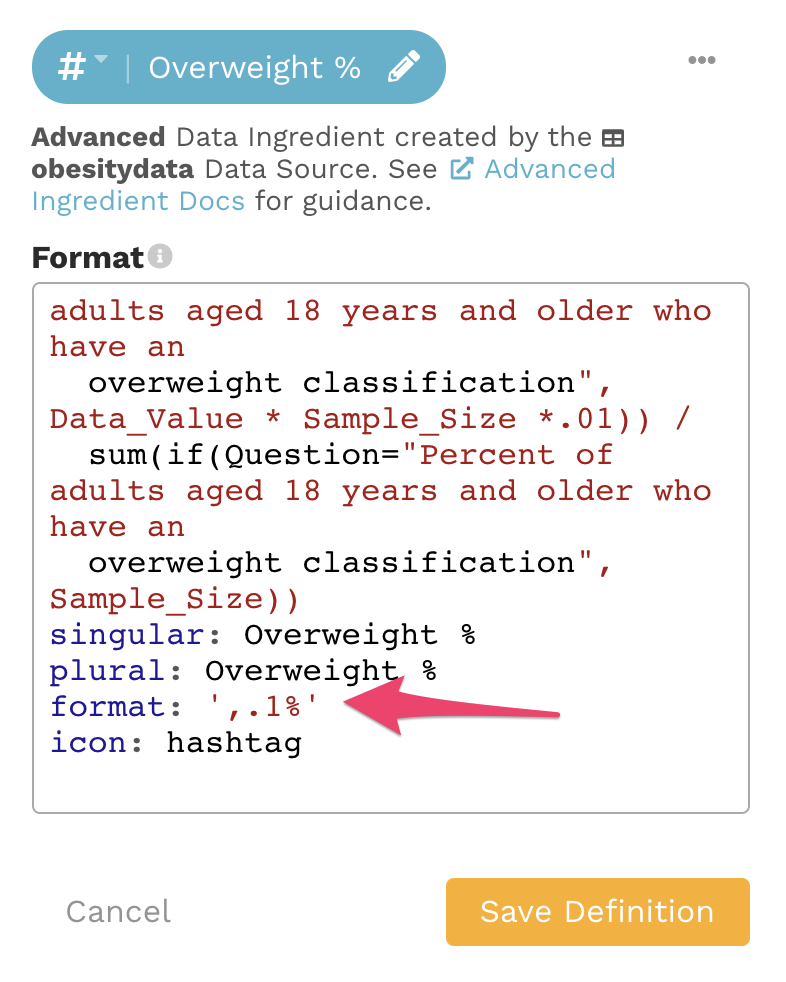 # | Overweight %
Advanced Data Ingredient created by the
obesitydata Data Source. See Advanced
Ingredient Docs for guidance.
Format
adults aged 18 years and older who
have an
  overweight classification",
Data_Value * Sample_Size *.01)) /
  sum(if(Question="Percent of
adults aged 18 years and older who
have an
  overweight classification",
Sample_Size))
singular: Overweight %
plural: Overweight %
format: ',.1%'
icon: hashtag
Cancel
Save Definition